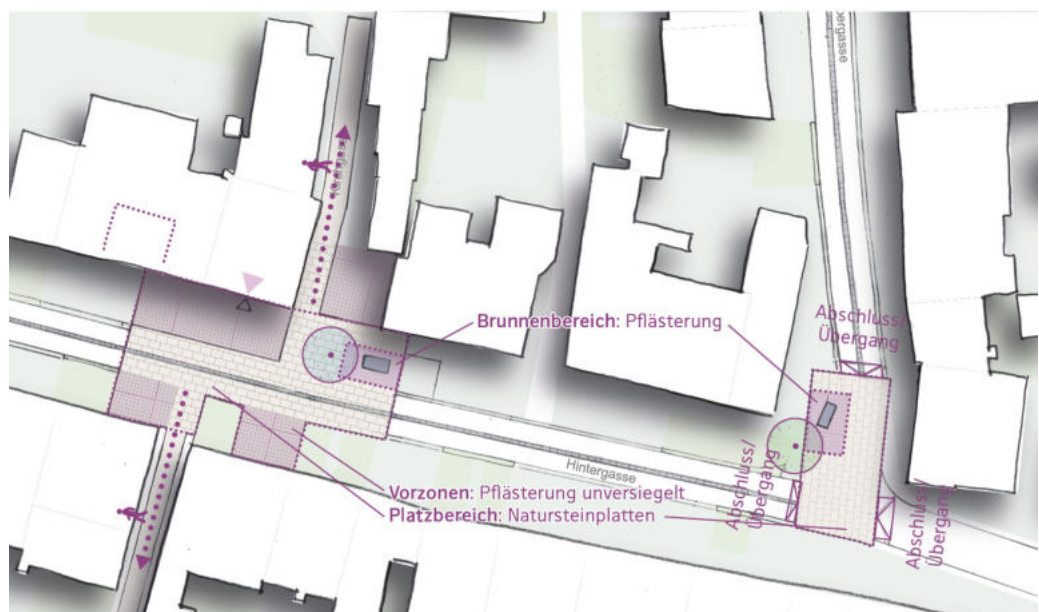 Brunnenbereich: Pflästerung
Abschluss/
Übergang
Abschluss/
Übergang
Hintergasse
Vorzonen: Pflästerung unversiegelt
Platzbereich: Natursteinplatten
Abschluss/
Übergang